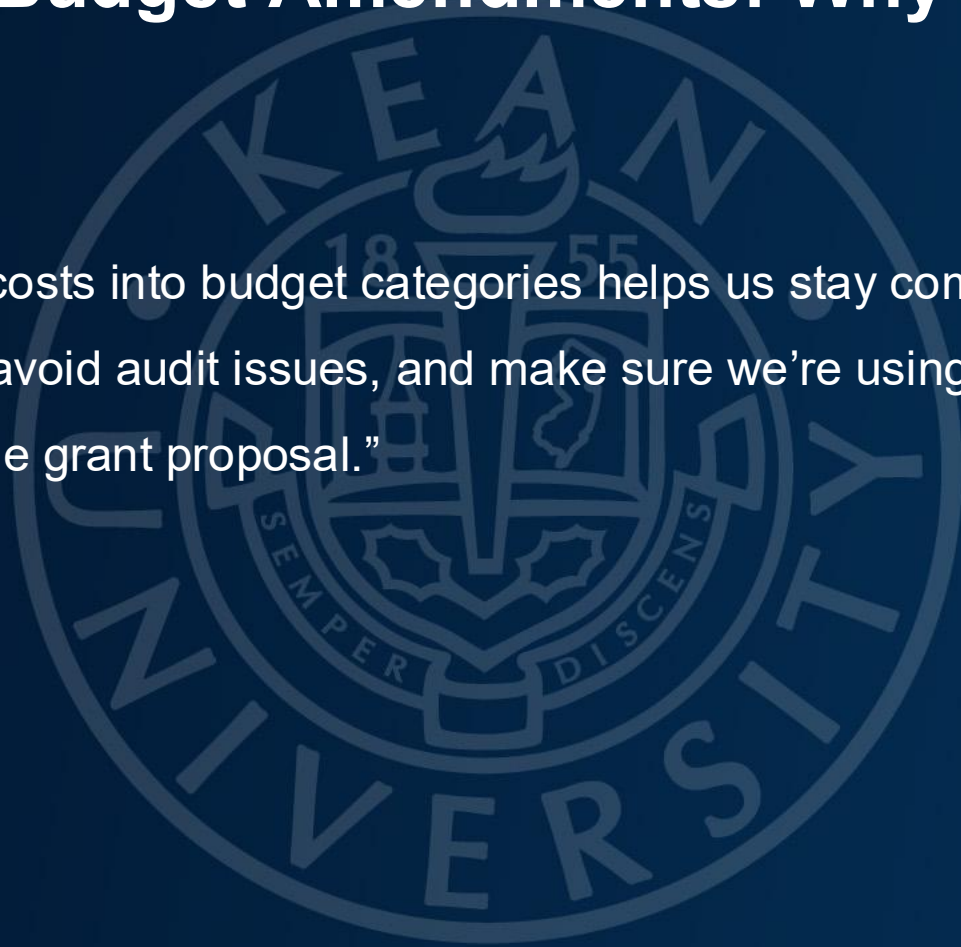 Budget Amendments: Why
costs into budget categories helps us stay con
avoid audit issues, and make sure we’re using
e grant proposal.”
KEAN
18 55
SEMPER DISCENS
UNIVERSITY